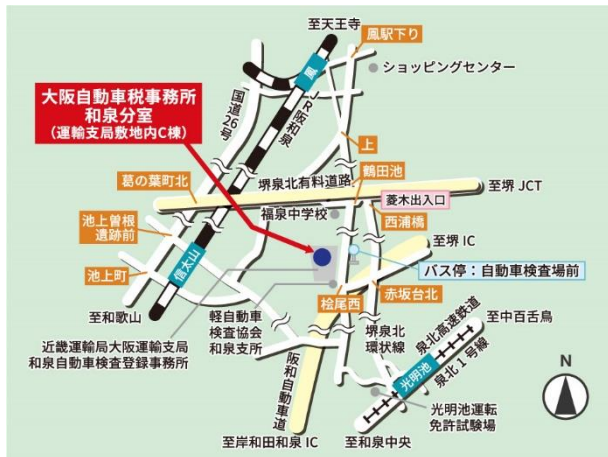 至天王寺
鳳駅下り
ショッピングセンター
鳳
大阪自動車税事務所
和泉分室
(運輸支局敷地内C棟)
国道26号
JR阪和線
上
葛の葉町北
堺泉北有料道路
鶴田池
至堺 JCT
菱木出入口
福泉中学校
西浦橋
池上曽根
遺跡前
至堺 IC
信太山
池上町
バス停:自動車検査場前
桧尾西
赤坂台北
至和歌山
軽自動車
検査協会
和泉支所
近畿運輸局大阪運輸支局
和泉自動車検査登録事務所
阪和自動車道
堺泉北
環状線
泉北高速鉄道
泉北1号線
至中百舌鳥
光明池
N
光明池運転
免許試験場
至岸和田和泉 IC
至和泉中央